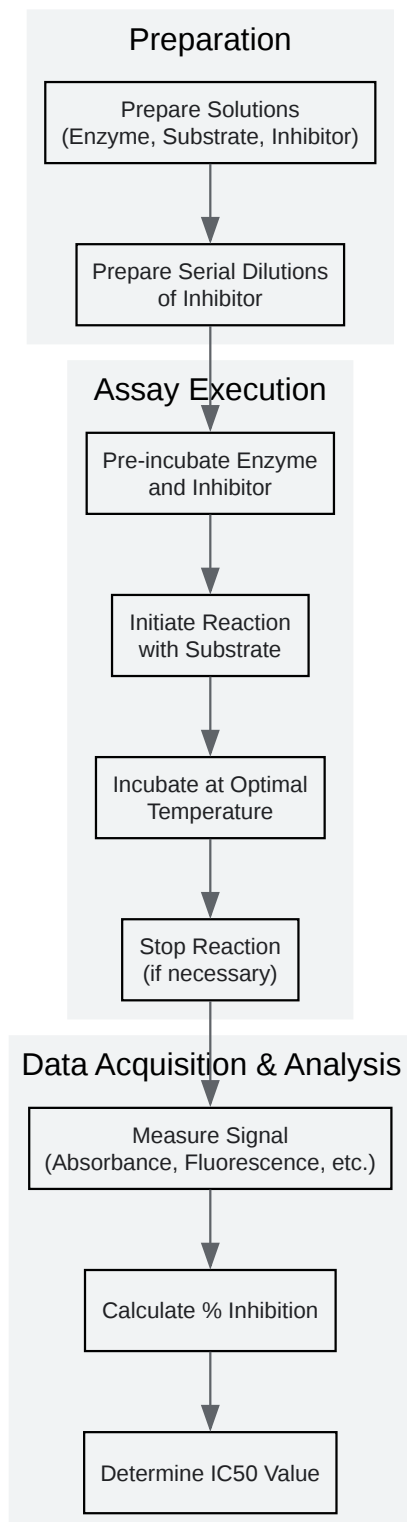 Preparation
Prepare Solutions
(Enzyme, Substrate, Inhibitor)
Prepare Serial Dilutions
of Inhibitor
Assay Execution
Pre-incubate Enzyme
and Inhibitor
Initiate Reaction
with Substrate
Incubate at Optimal
Temperature
Stop Reaction
(if necessary)
Data Acquisition & Analysis
Measure Signal
(Absorbance, Fluorescence, etc.)
Calculate % Inhibition
Determine IC50 Value